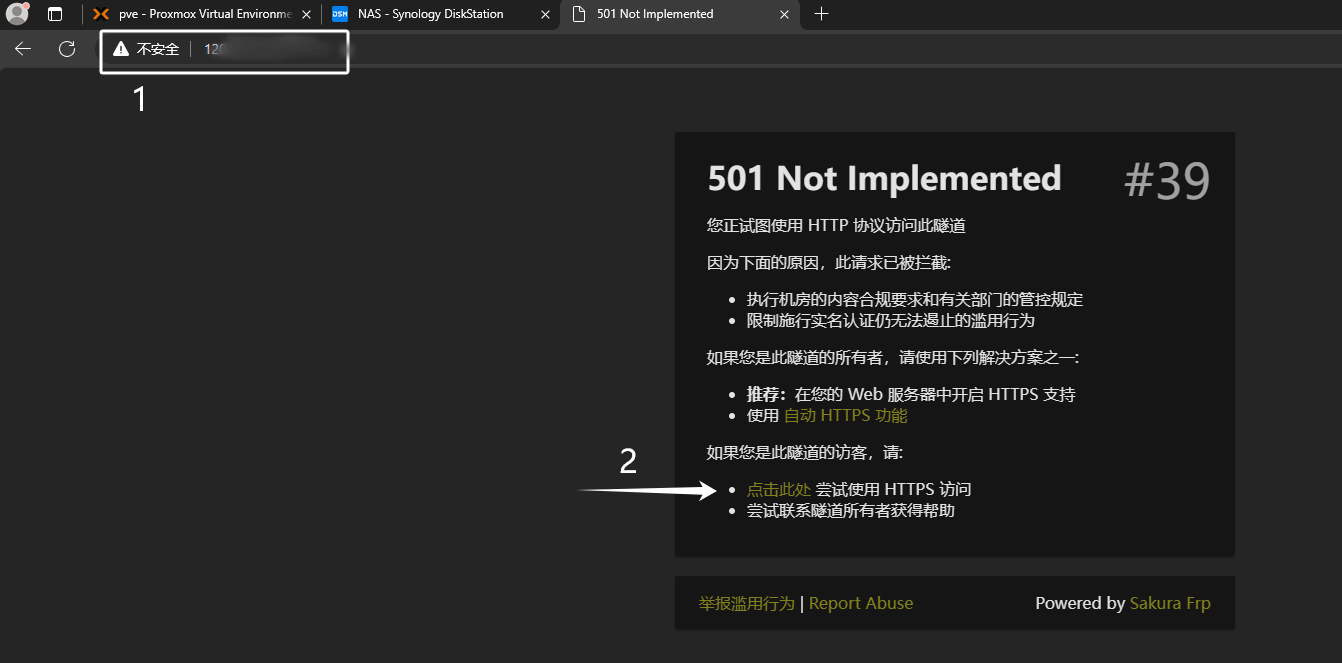 pve - Proxmox Virtual Environme
DSM NAS - Synology DiskStation
501 Not Implemented
不安全
1
501 Not Implemented #39
您正试图使用 HTTP 协议访问此隧道
因为下面的原因，此请求已被拦截:
执行机房的内容合规要求和有关部门的管控规定
限制施行实名认证仍无法遏止的滥用行为
如果您是此隧道的所有者，请使用下列解决方案之一:
推荐：在您的 Web 服务器中开启 HTTPS 支持
使用 自动 HTTPS 功能
如果您是此隧道的访客，请:
2
点击此处 尝试使用 HTTPS 访问
尝试联系隧道所有者获得帮助
举报滥用行为 | Report Abuse
Powered by Sakura Frp